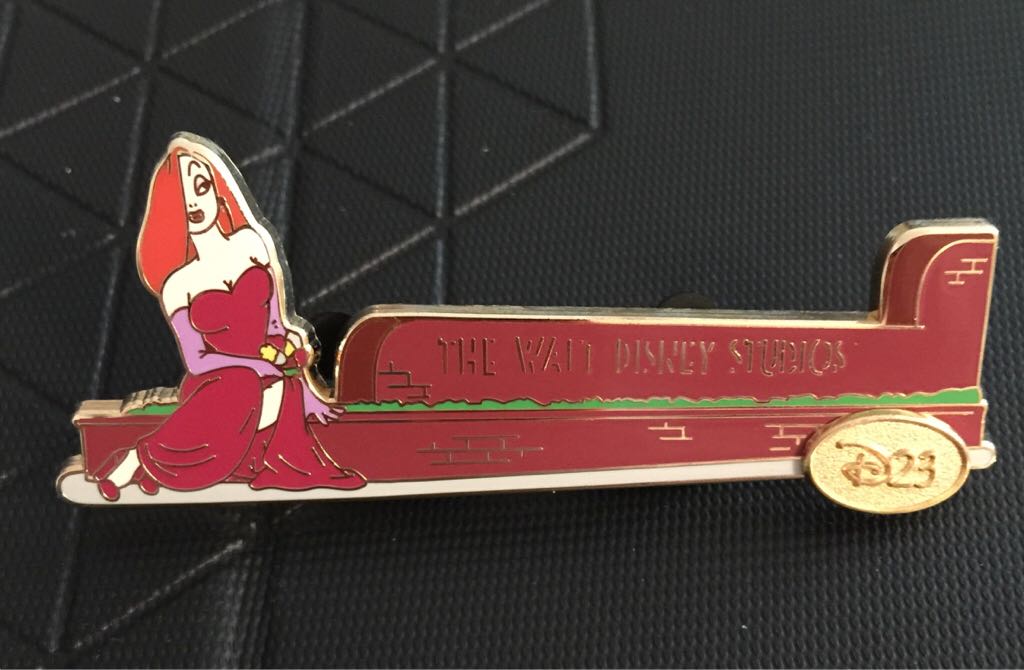 THE WALT DISNEY STUDIOS
D23